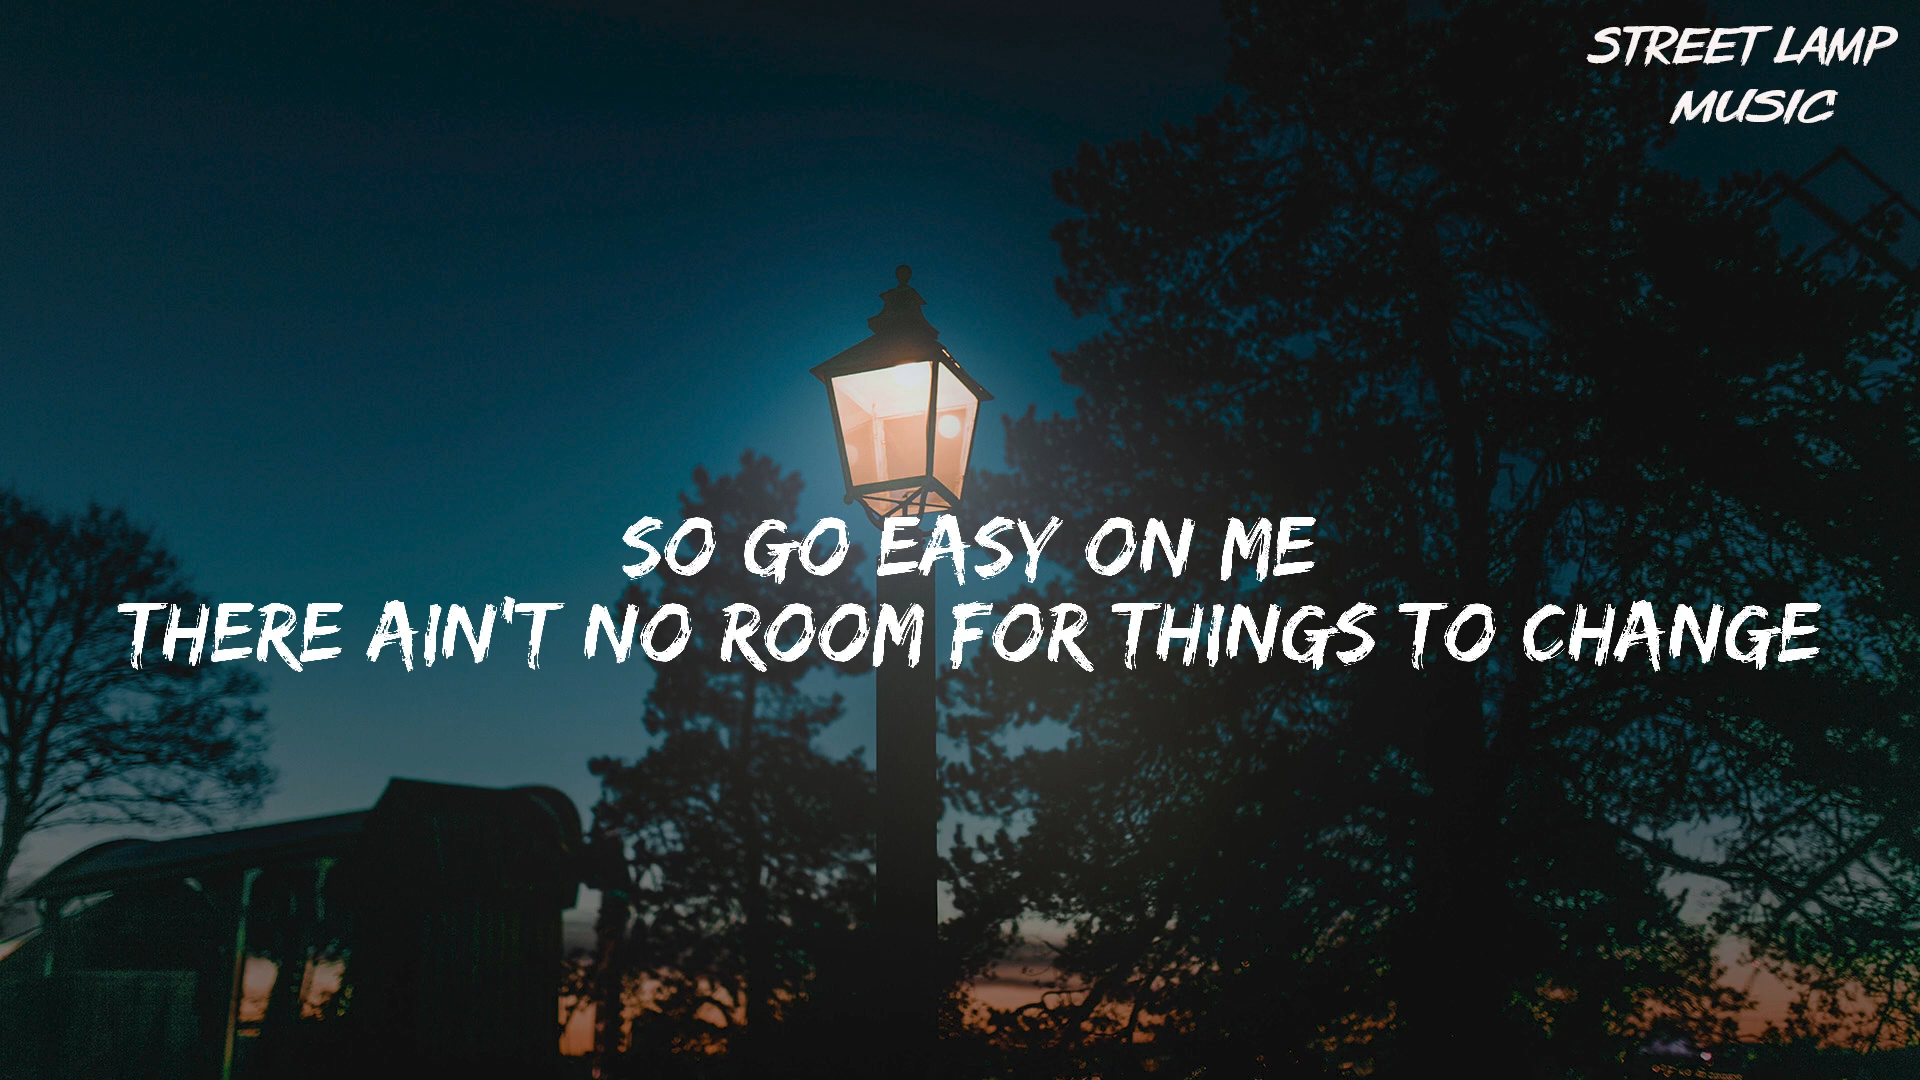 STREET LAMP
MUSIC
SO GO EASY ON ME
THERE AIN'T NO ROOM FOR THINGS TO CHANGE